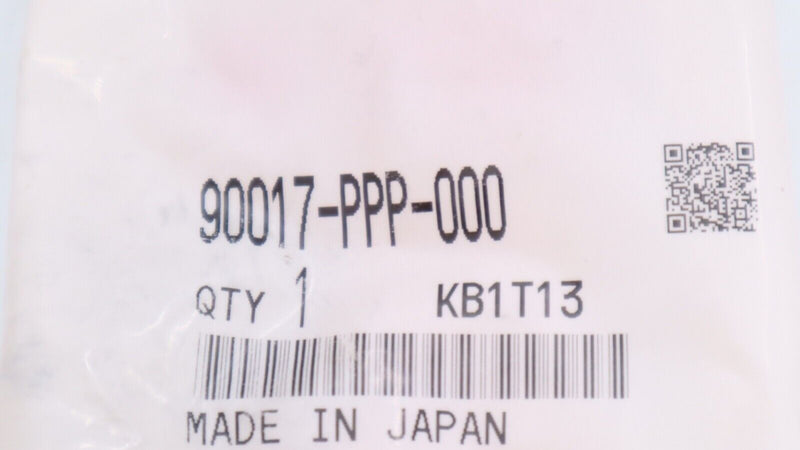 90017-PPP-000
QTY 1 KB1T13
MADE IN JAPAN